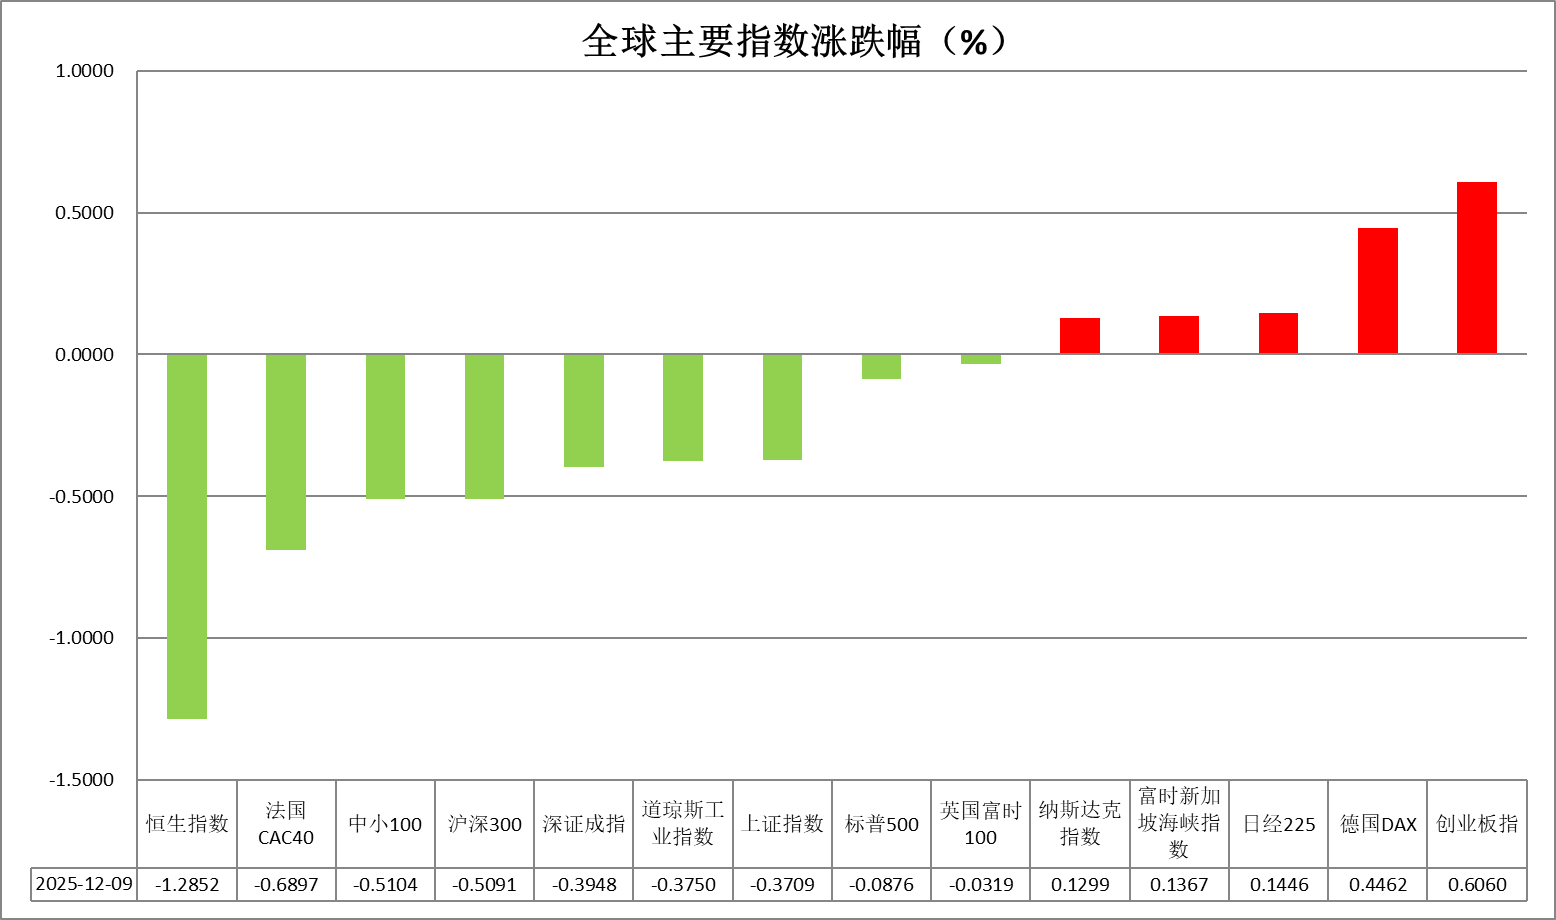 全球主要指数涨跌幅（%）
1.0000
0.5000
0.0000
-0.5000
-1.0000
-1.5000
恒生指数
法国
CAC40
中小100
沪深300
深证成指
道琼斯工
业指数
上证指数
标普500
英国富时
100
纳斯达克
指数
富时新加
坡海峡指
数
日经225
德国DAX
创业板指
2025-12-09 -1.2852 -0.6897 -0.5104 -0.5091 -0.3948 -0.3750 -0.3709 -0.0876 -0.0319 0.1299 0.1367 0.1446 0.4462 0.6060